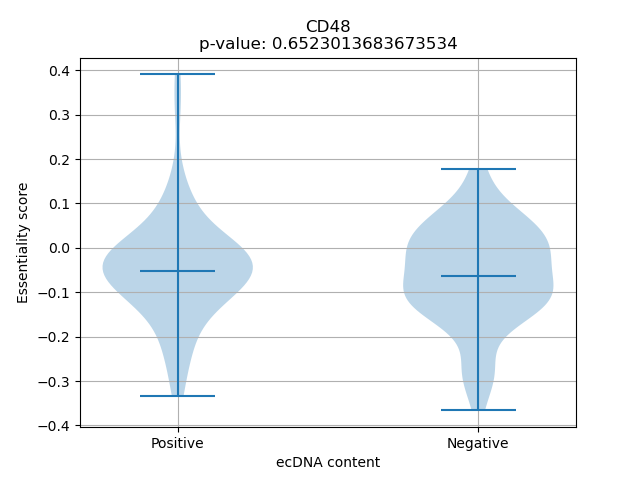 CD48
p-value: 0.6523013683673534
0.4
0.3
0.2
0.1
0.0
−0.1
−0.2
−0.3
−0.4
Essentiality score
Positive
Negative
ecDNA content